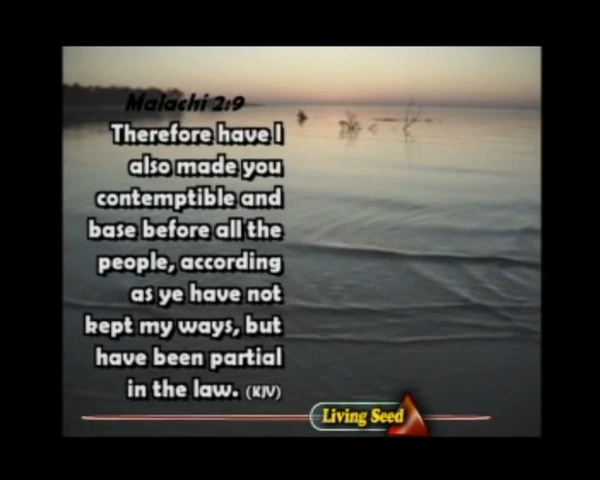 Malachi 2:9
Therefore have I
also made you
contemptible and
base before all the
people, according
as ye have not
kept my ways, but
have been partial
in the law. (KJV)
Living Seed